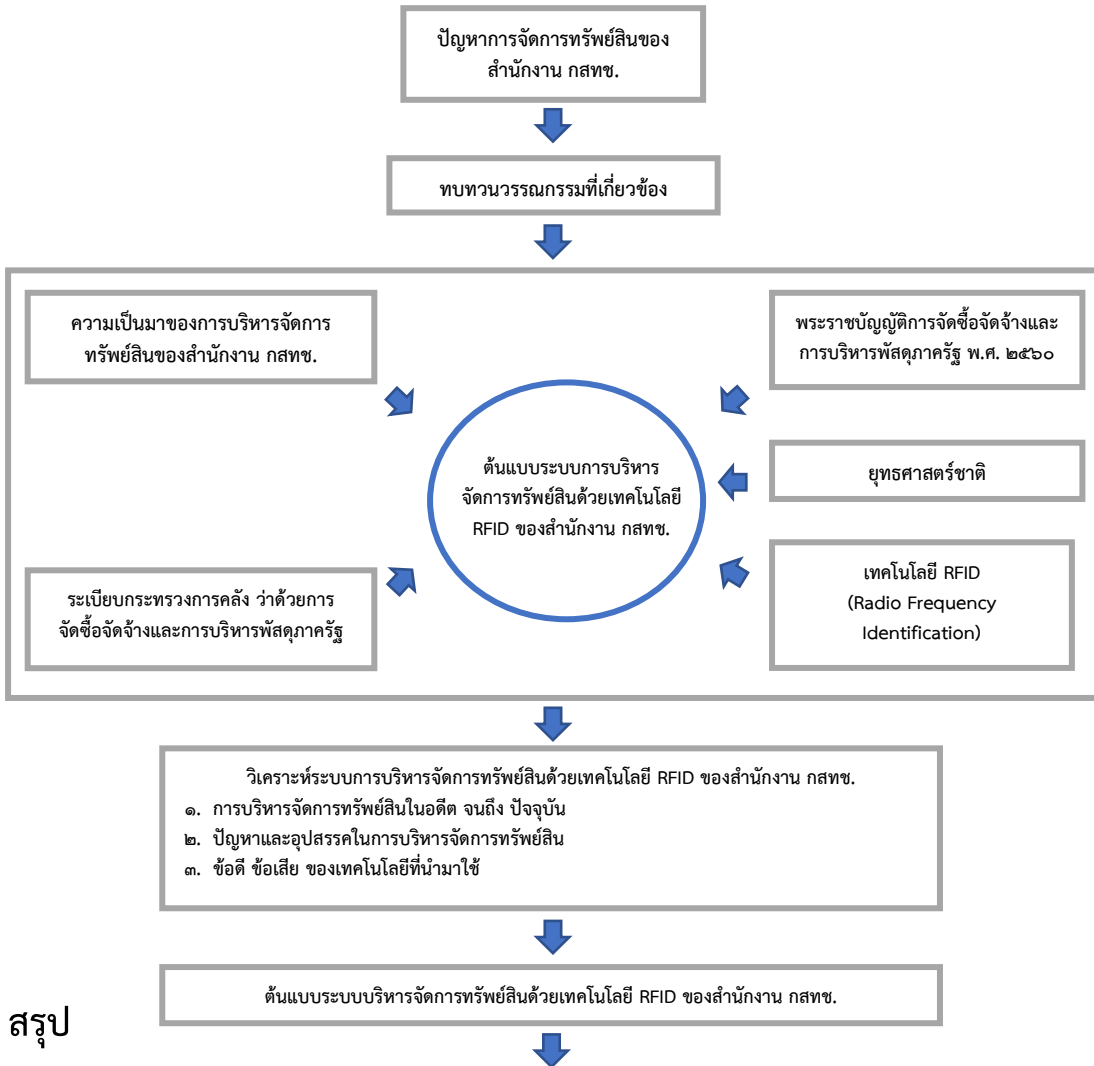 ปัญหาการจัดการทรัพย์สินของ
สำนักงาน กสทช.
ทบทวนวรรณกรรมที่เกี่ยวข้อง
ความเป็นมาของการบริหารจัดการ
ทรัพย์สินของสำนักงาน กสทช.
พระราชบัญญัติการจัดซื้อจัดจ้างและ
การบริหารพัสดุภาครัฐ พ.ศ. ๒๕๖๐
ต้นแบบระบบการบริหาร
จัดการทรัพย์สินด้วยเทคโนโลยี
RFID ของสำนักงาน กสทช.
ยุทธศาสตร์ชาติ
ระเบียบกระทรวงการคลัง ว่าด้วยการ
จัดซื้อจัดจ้างและการบริหารพัสดุภาครัฐ
เทคโนโลยี RFID
(Radio Frequency
Identification)
วิเคราะห์ระบบการบริหารจัดการทรัพย์สินด้วยเทคโนโลยี RFID ของสำนักงาน กสทช.
๑. การบริหารจัดการทรัพย์สินในอดีต จนถึง ปัจจุบัน
๒. ปัญหาและอุปสรรคในการบริหารจัดการทรัพย์สิน
๓. ข้อดี ข้อเสีย ของเทคโนโลยีที่นำมาใช้
ต้นแบบระบบบริหารจัดการทรัพย์สินด้วยเทคโนโลยี RFID ของสำนักงาน กสทช.
สรุป